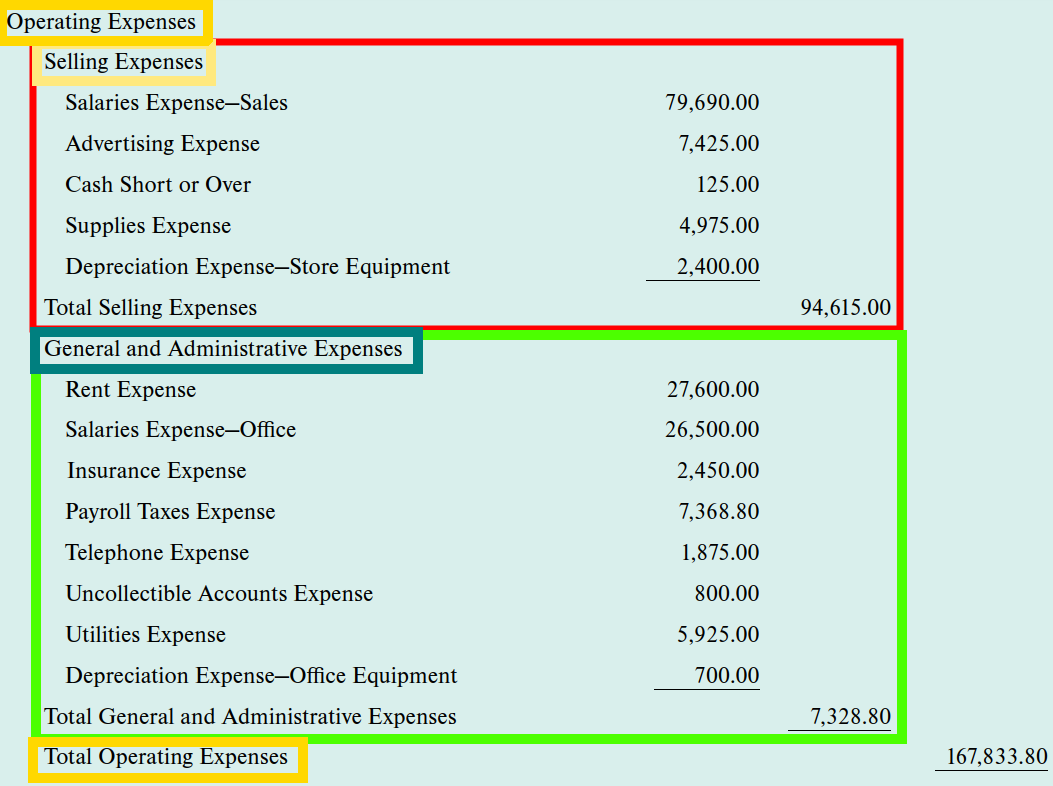 Operating Expenses
Selling Expenses
Salaries Expense–Sales 79,690.00
Advertising Expense 7,425.00
Cash Short or Over 125.00
Supplies Expense 4,975.00
Depreciation Expense–Store Equipment 2,400.00
Total Selling Expenses 94,615.00
General and Administrative Expenses
Rent Expense 27,600.00
Salaries Expense–Office 26,500.00
Insurance Expense 2,450.00
Payroll Taxes Expense 7,368.80
Telephone Expense 1,875.00
Uncollectible Accounts Expense 800.00
Utilities Expense 5,925.00
Depreciation Expense–Office Equipment 700.00
Total General and Administrative Expenses 7,328.80
Total Operating Expenses 167,833.80